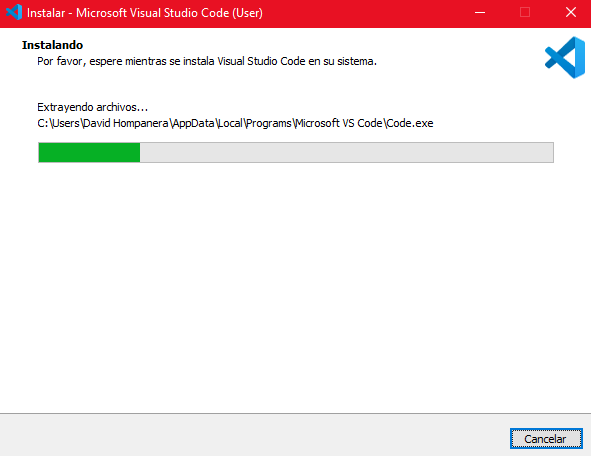 Instalar - Microsoft Visual Studio Code (User)
Instalando
Por favor, espere mientras se instala Visual Studio Code en su sistema.
Extrayendo archivos...
C:\Users\David Hompanera\AppData\Local\Programs\Microsoft VS Code\Code.exe
Cancelar